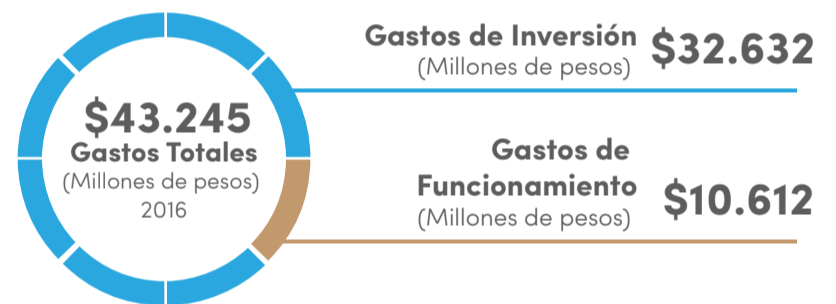 $43.245
Gastos Totales
(Millones de pesos)
2016
Gastos de Inversión
(Millones de pesos)
$32.632
Gastos de
Funcionamiento
(Millones de pesos)
$10.612